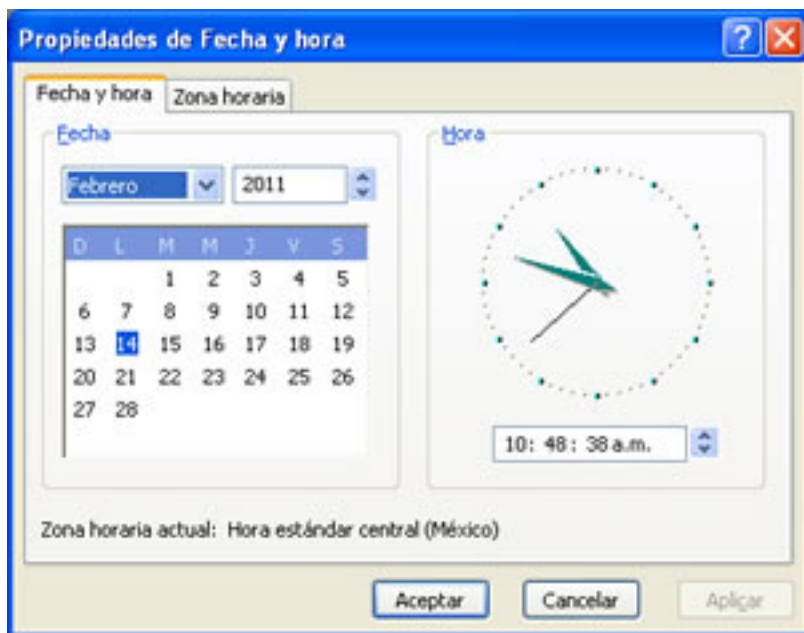 Propiedades de Fecha y hora
Fecha y hora
Zona horaria
Fecha
Hora
Febrero
2011
D L M M J V S
1 2 3 4 5
6 7 8 9 10 11 12
13 14 15 16 17 18 19
20 21 22 23 24 25 26
27 28
10: 48: 38 a.m.
Zona horaria actual: Hora estándar central (México)
Aceptar
Cancelar
Aplicar